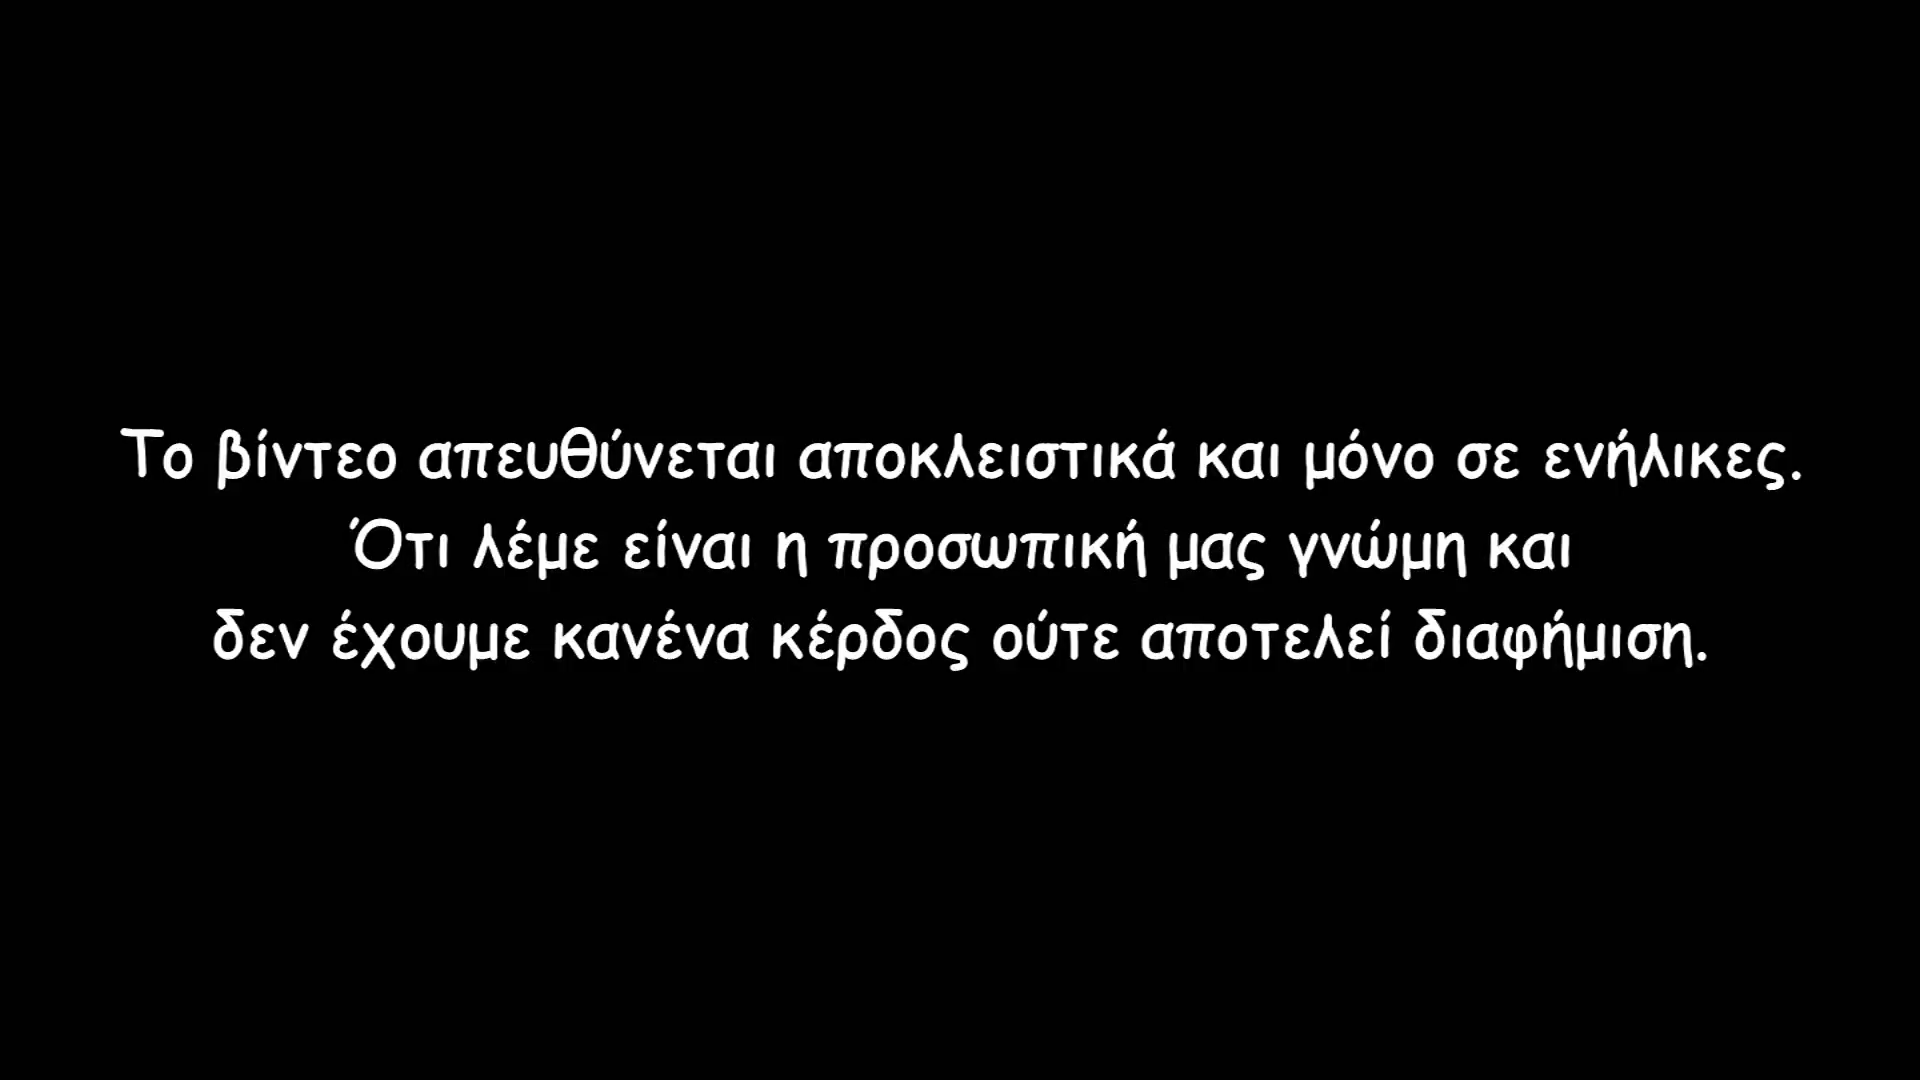 Το βίντεο απευθύνεται αποκλειστικά και μόνο σε ενήλικες.
Ότι λέμε είναι η προσωπική μας γνώμη και
δεν έχουμε κανένα κέρδος ούτε αποτελεί διαφήμιση.